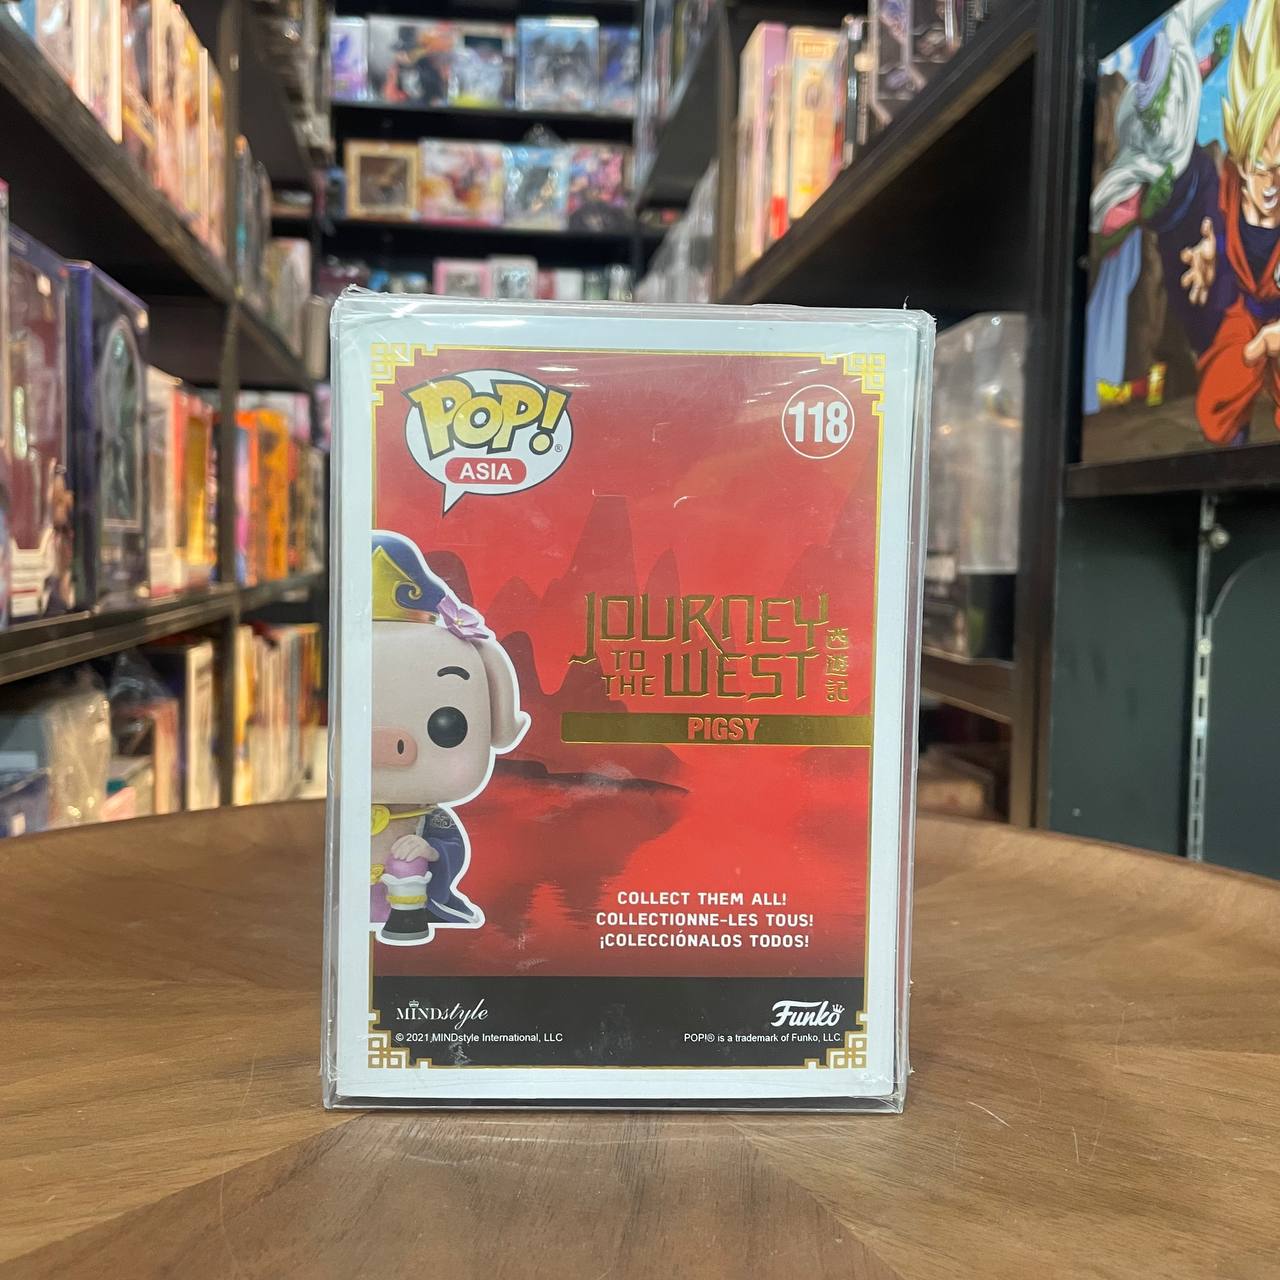 POP!®
ASIA
118
JOURNEY
TO THE WEST
西遊記
PIGSY
COLLECT THEM ALL!
COLLECTIONNE-LES TOUS!
¡COLECCIÓNALOS TODOS!
MINDstyle
© 2021,MINDstyle International, LLC
Funko
POP!® is a trademark of Funko, LLC.